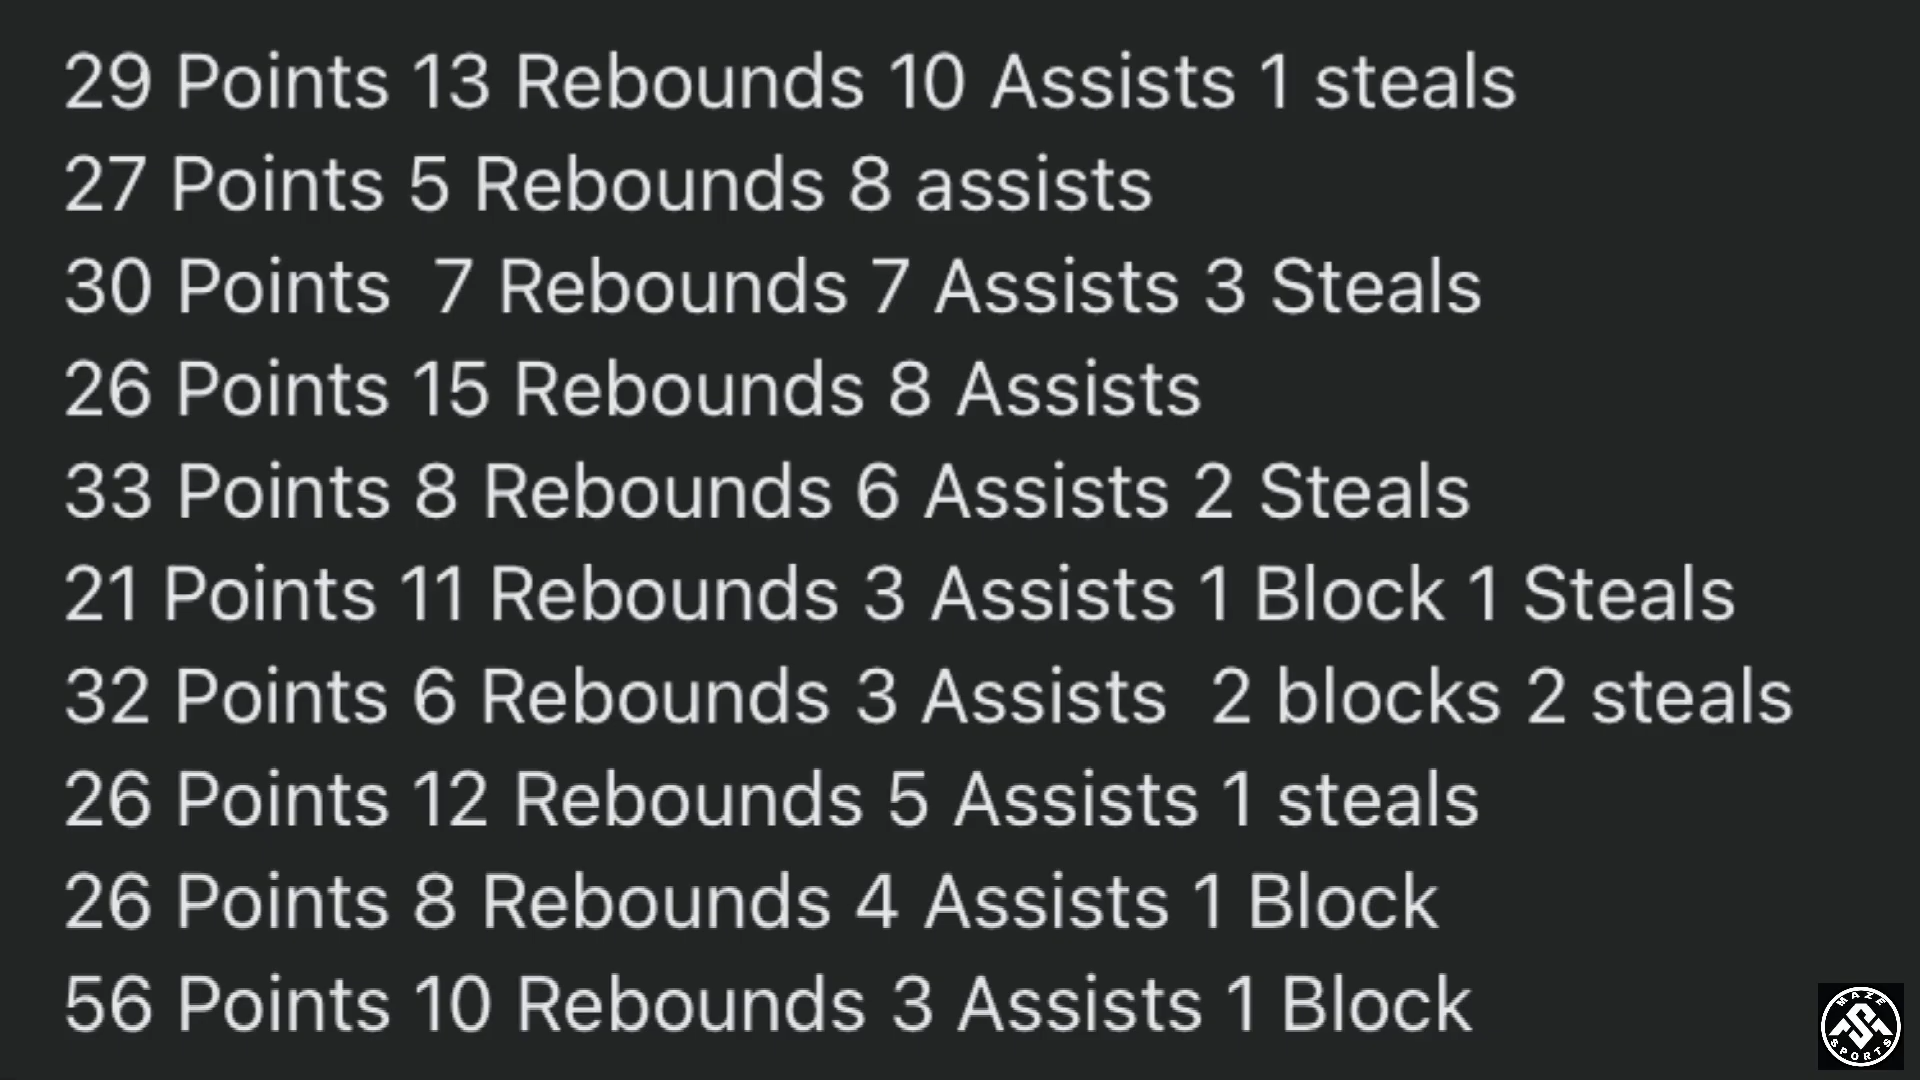 29 Points 13 Rebounds 10 Assists 1 steals
27 Points 5 Rebounds 8 assists
30 Points  7 Rebounds 7 Assists 3 Steals
26 Points 15 Rebounds 8 Assists
33 Points 8 Rebounds 6 Assists 2 Steals
21 Points 11 Rebounds 3 Assists 1 Block 1 Steals
32 Points 6 Rebounds 3 Assists  2 blocks 2 steals
26 Points 12 Rebounds 5 Assists 1 steals
26 Points 8 Rebounds 4 Assists 1 Block
56 Points 10 Rebounds 3 Assists 1 Block
MAZE
SPORTS